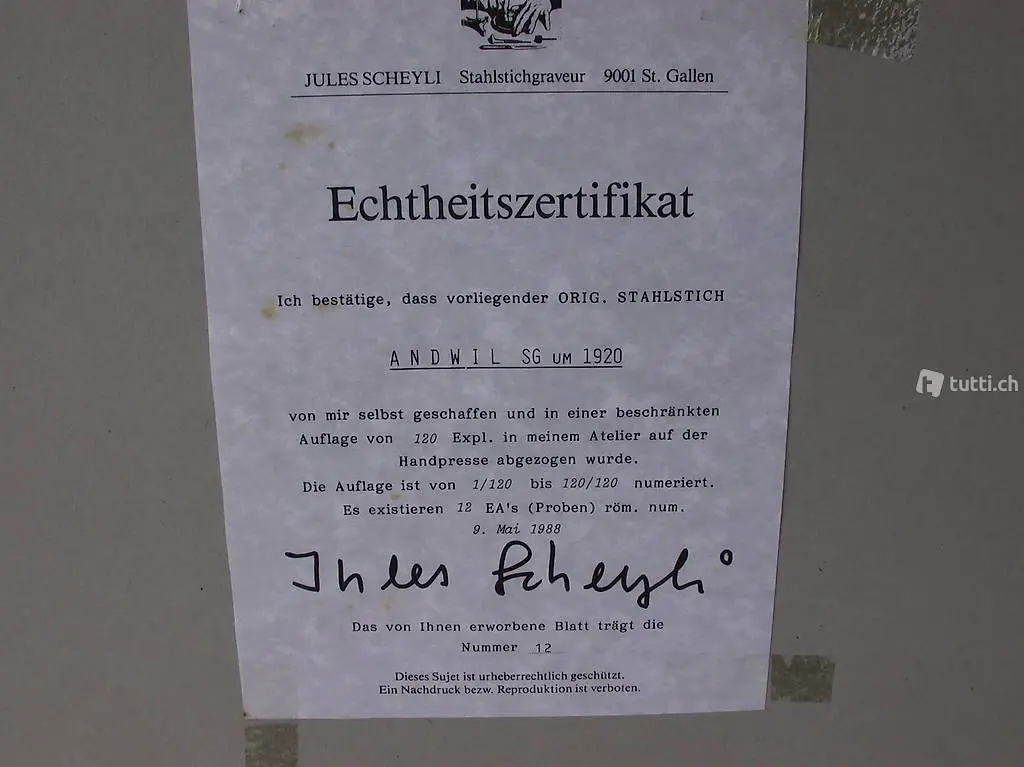 JULES SCHEYLI Stahlstichgraveur 9001 St. Gallen
Echtheitszertifikat
Ich bestätige, dass vorliegender ORIG. STAHLSTICH
ANDWIL SG UM 1920
von mir selbst geschaffen und in einer beschränkten
Auflage von 120 Expl. in meinem Atelier auf der
Handpresse abgezogen wurde.
Die Auflage ist von 1/120 bis 120/120 numeriert.
Es existieren 12 EA's (Proben) röm. num.
9. Mai 1988
Jules Scheyli
Das von Ihnen erworbene Blatt trägt die
Nummer 12
Dieses Sujet ist urheberrechtlich geschützt.
Ein Nachdruck bezw. Reproduktion ist verboten.
tutti.ch